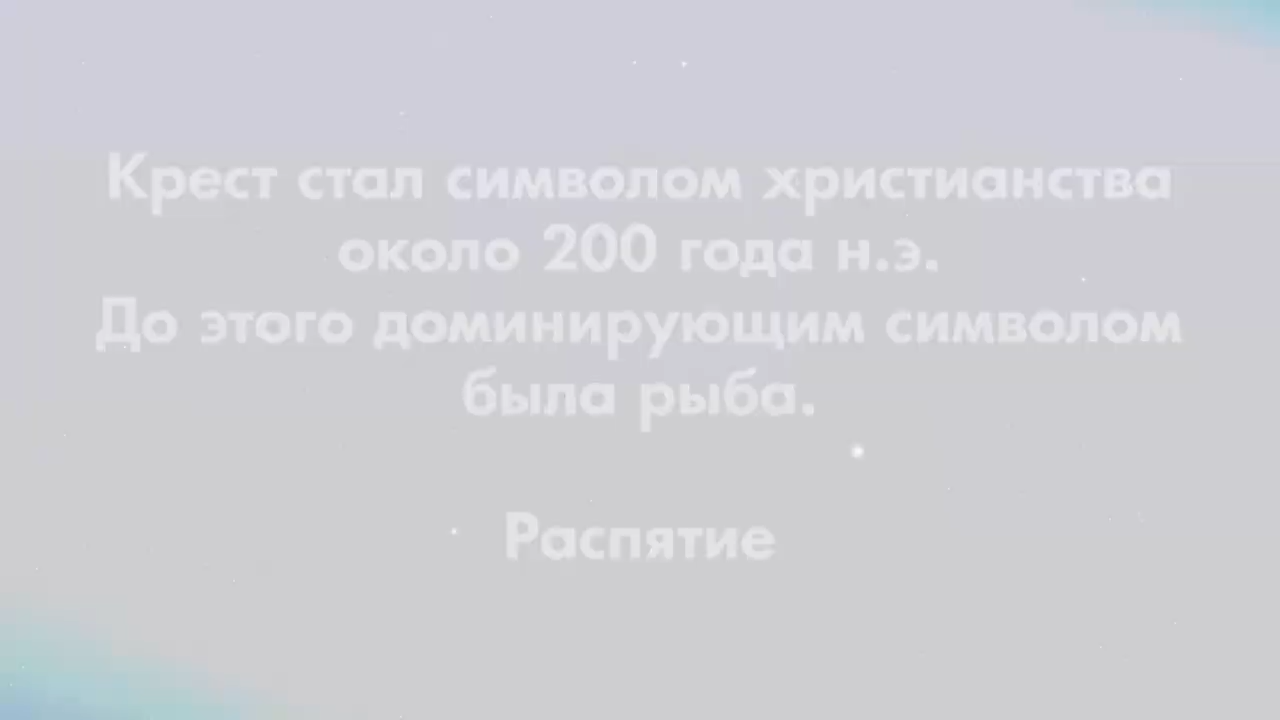 Крест стал символом христианства
около 200 года н.э.
До этого доминирующим символом
была рыба.
Распятие